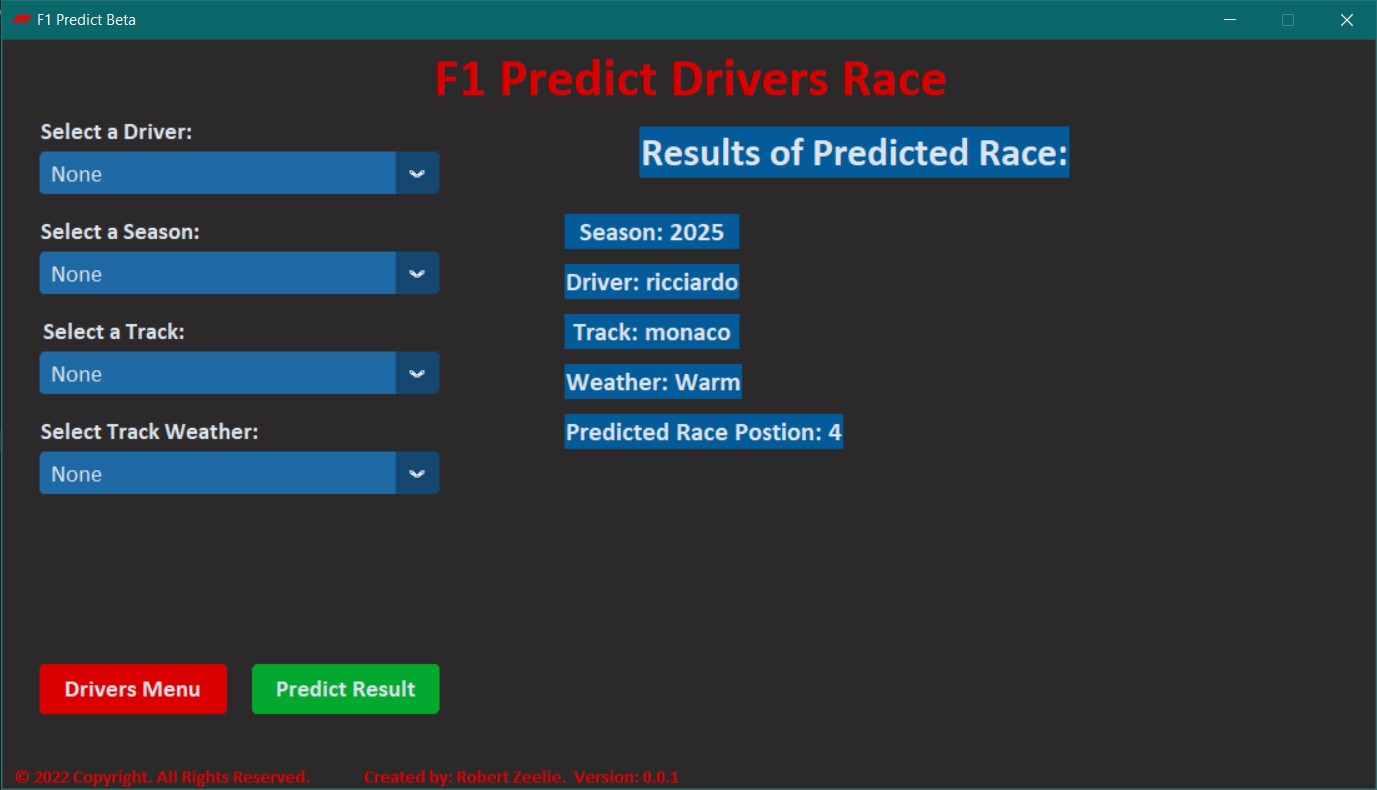 F1 Predict Beta
F1 Predict Drivers Race
Select a Driver:
None
Select a Season:
None
Select a Track:
None
Select Track Weather:
None
Results of Predicted Race:
Season: 2025
Driver: ricciardo
Track: monaco
Weather: Warm
Predicted Race Postion: 4
Drivers Menu
Predict Result
© 2022 Copyright. All Rights Reserved.
Created by: Robert Zeelie. Version: 0.0.1